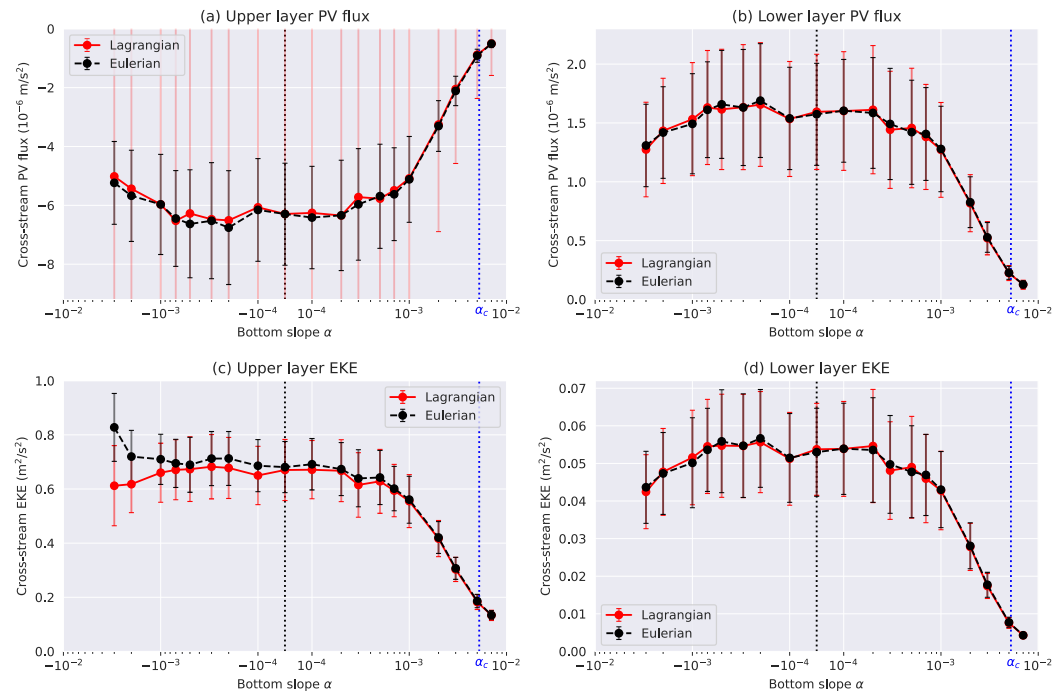 (a) Upper layer PV flux
Cross-stream PV flux (10⁻⁶ m/s²)
0
−2
−4
−6
−8
Lagrangian
Eulerian
−10⁻²
−10⁻³
−10⁻⁴
10⁻⁴
10⁻³
α_c
10⁻²
Bottom slope α
(b) Lower layer PV flux
Cross-stream PV flux (10⁻⁶ m/s²)
2.0
1.5
1.0
0.5
0.0
Lagrangian
Eulerian
−10⁻²
−10⁻³
−10⁻⁴
10⁻⁴
10⁻³
α_c
10⁻²
Bottom slope α
(c) Upper layer EKE
Cross-stream EKE (m²/s²)
1.0
0.8
0.6
0.4
0.2
0.0
Lagrangian
Eulerian
−10⁻²
−10⁻³
−10⁻⁴
10⁻⁴
10⁻³
α_c
10⁻²
Bottom slope α
(d) Lower layer EKE
Cross-stream EKE (m²/s²)
0.07
0.06
0.05
0.04
0.03
0.02
0.01
0.00
Lagrangian
Eulerian
−10⁻²
−10⁻³
−10⁻⁴
10⁻⁴
10⁻³
α_c
10⁻²
Bottom slope α